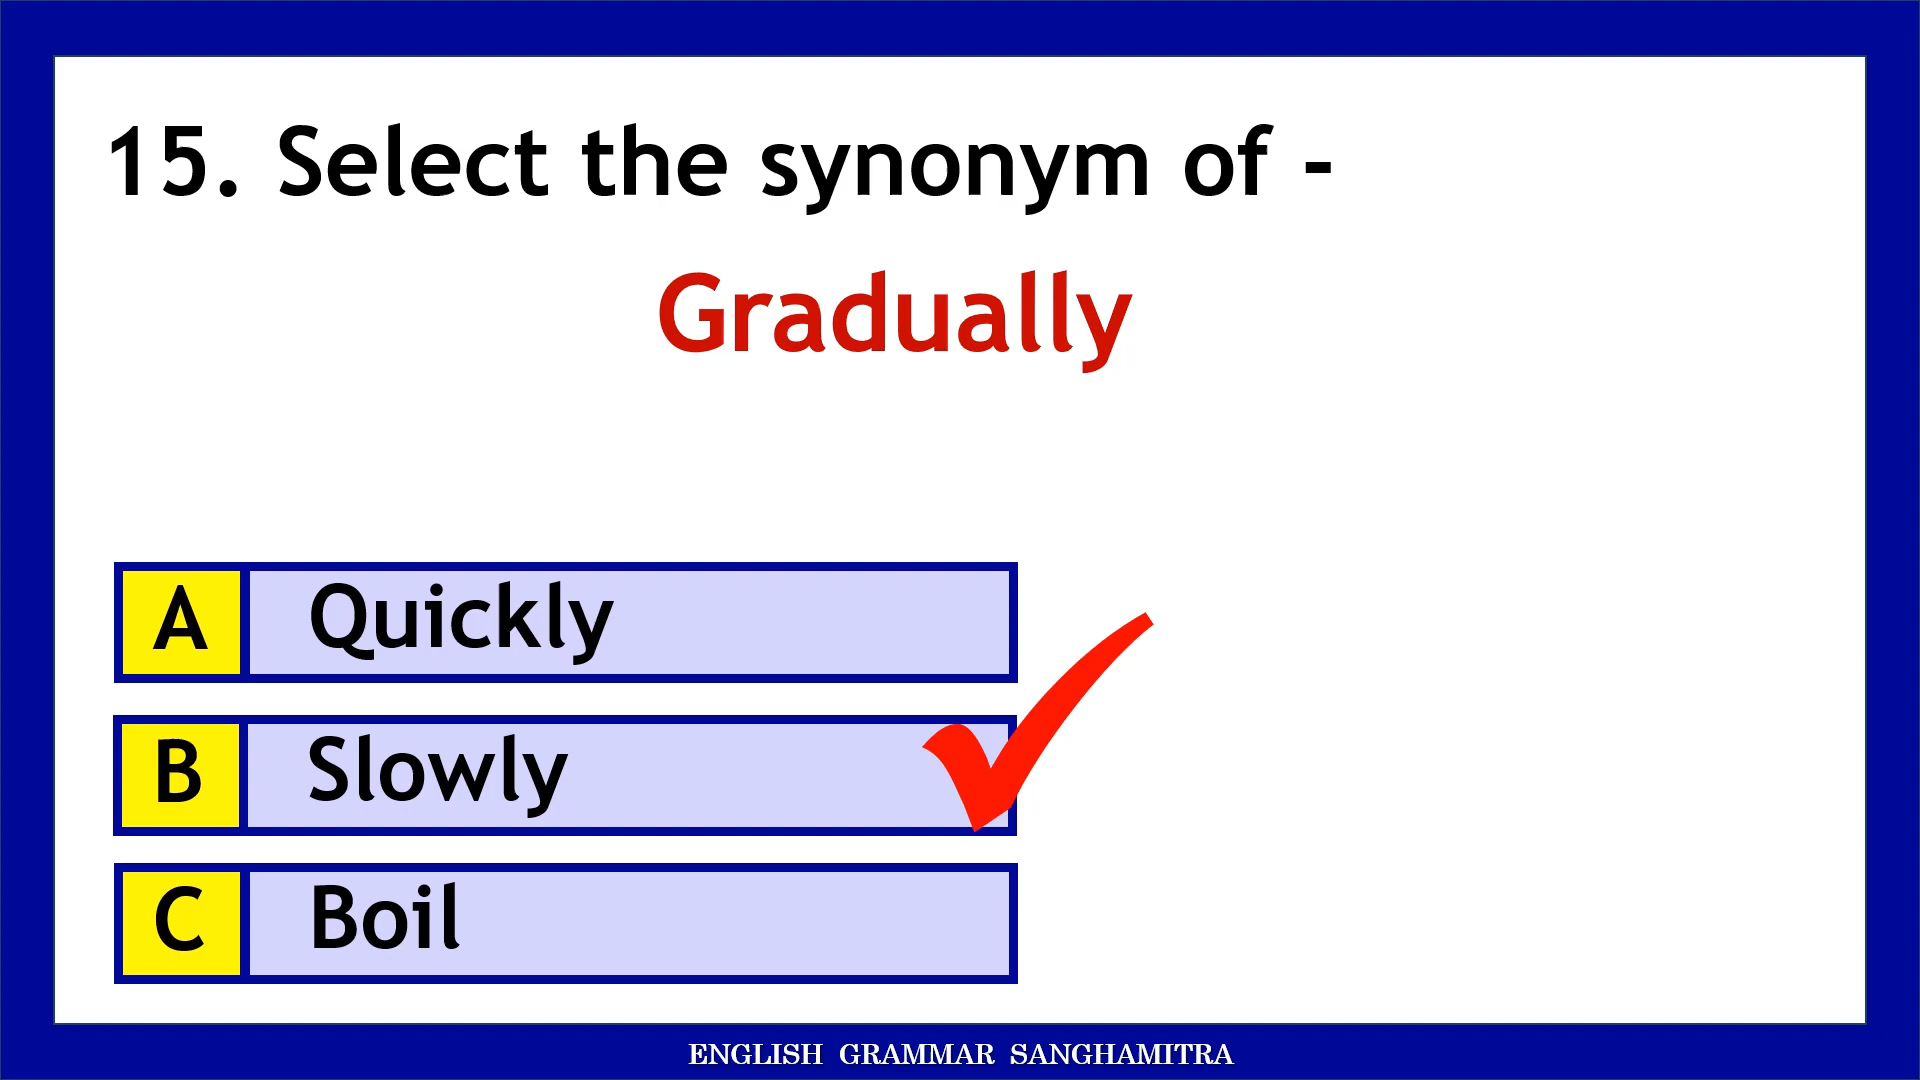 15. Select the synonym of -
Gradually
A Quickly
B Slowly
C Boil
ENGLISH GRAMMAR SANGHAMITRA